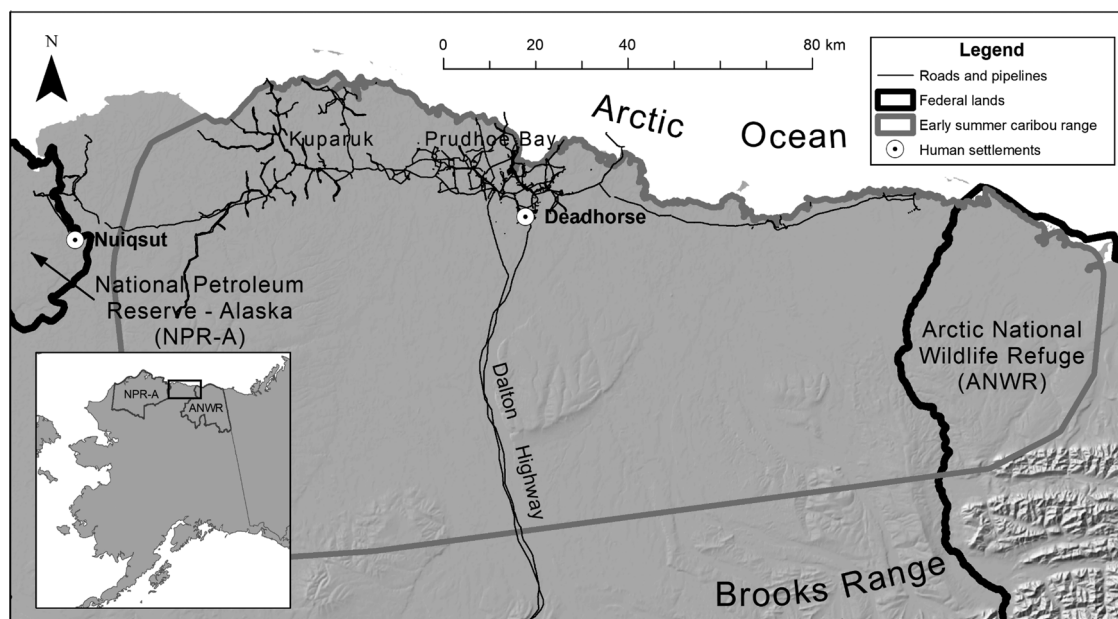 N
0 20 40 80 km
Legend
Roads and pipelines
Federal lands
Early summer caribou range
Human settlements
Arctic Ocean
Kuparuk
Prudhoe Bay
Deadhorse
Nuiqsut
National Petroleum
Reserve - Alaska
(NPR-A)
Arctic National
Wildlife Refuge
(ANWR)
Dalton Highway
Brooks Range
NPR-A
ANWR